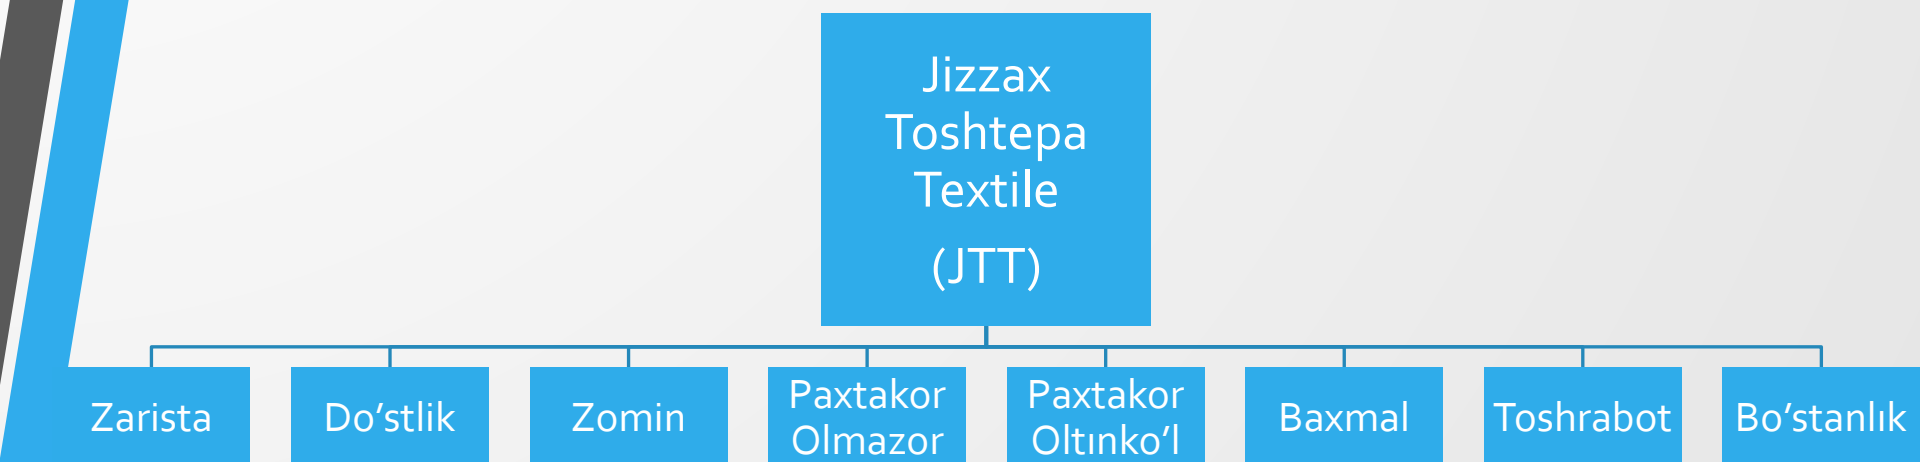 Jizzax
Toshtepa
Textile
(JTT)
Zarista
Do’stlik
Zomin
Paxtakor
Olmazor
Paxtakor
Oltınko’l
Baxmal
Toshrabot
Bo’stanlık